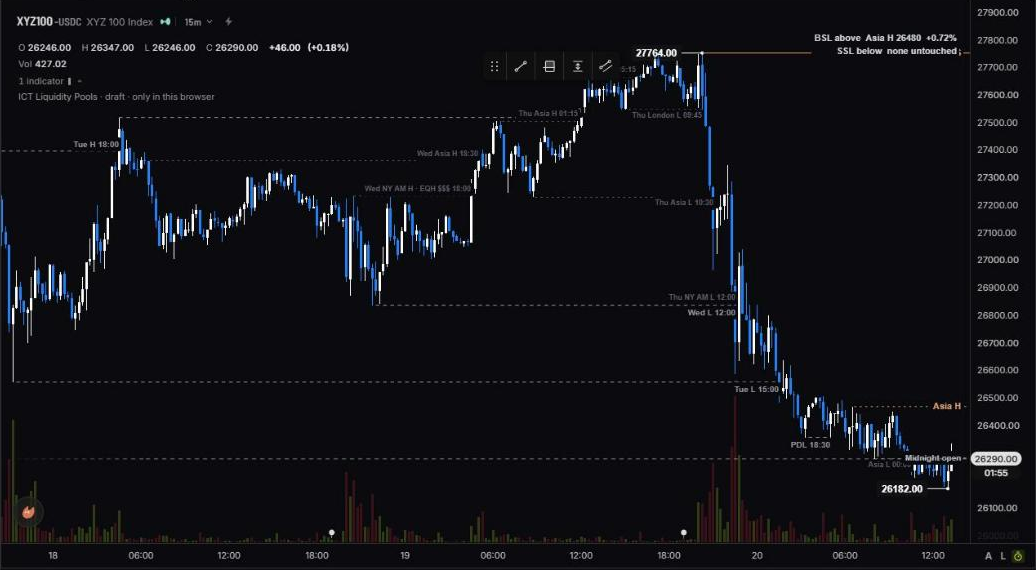 XYZ100-USDC XYZ 100 Index 15m
O 26246.00 H 26347.00 L 26246.00 C 26290.00 +46.00 (+0.18%)
Vol 427.02
1 indicator
ICT Liquidity Pools · draft · only in this browser
BSL above Asia H 26480 +0.72%
SSL below none untouched
27764.00
Thu Asia H 01:15
Thu London L 09:45
Tue H 18:00
Wed Asia H 18:30
Wed NY AM H · EQH $$$ 18:00
Thu Asia L 18:30
Thu NY AM L 12:00
Wed L 12:00
Tue L 15:00
Asia H
PDL 18:30
Midnight open
Asia L
26182.00
27900.00
27800.00
27700.00
27600.00
27500.00
27400.00
27300.00
27200.00
27100.00
27000.00
26900.00
26800.00
26700.00
26600.00
26500.00
26400.00
26290.00
01:55
26100.00
26000.00
18 06:00 12:00 18:00 19 06:00 12:00 18:00 20 06:00 12:00
A L